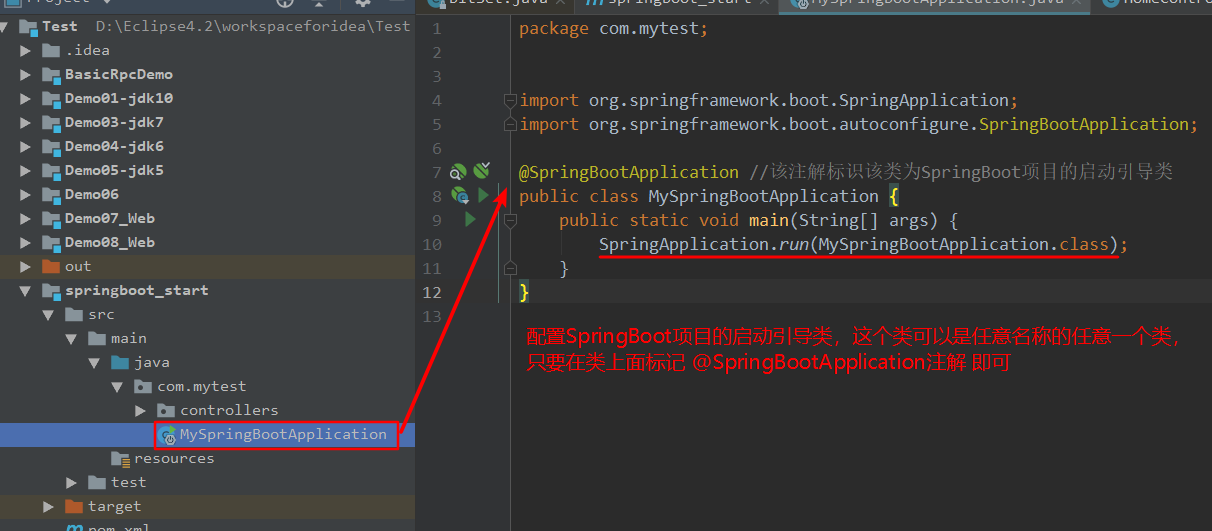 Project
Test D:\Eclipse4.2\workspaceforidea\Test
.idea
BasicRpcDemo
Demo01-jdk10
Demo03-jdk7
Demo04-jdk6
Demo05-jdk5
Demo06
Demo07_Web
Demo08_Web
out
springboot_start
src
main
java
com.mytest
controllers
MySpringBootApplication
resources
test
target
pom.xml
BitSet.java springboot_start MySpringBootApplication.java
1 package com.mytest;
2
3
4 import org.springframework.boot.SpringApplication;
5 import org.springframework.boot.autoconfigure.SpringBootApplication;
6
7 @SpringBootApplication //该注解标识该类为SpringBoot项目的启动引导类
8 public class MySpringBootApplication {
9 public static void main(String[] args) {
10 SpringApplication.run(MySpringBootApplication.class);
11 }
12 }
13
配置SpringBoot项目的启动引导类，这个类可以是任意名称的任意一个类，
只要在类上面标记 @SpringBootApplication注解 即可